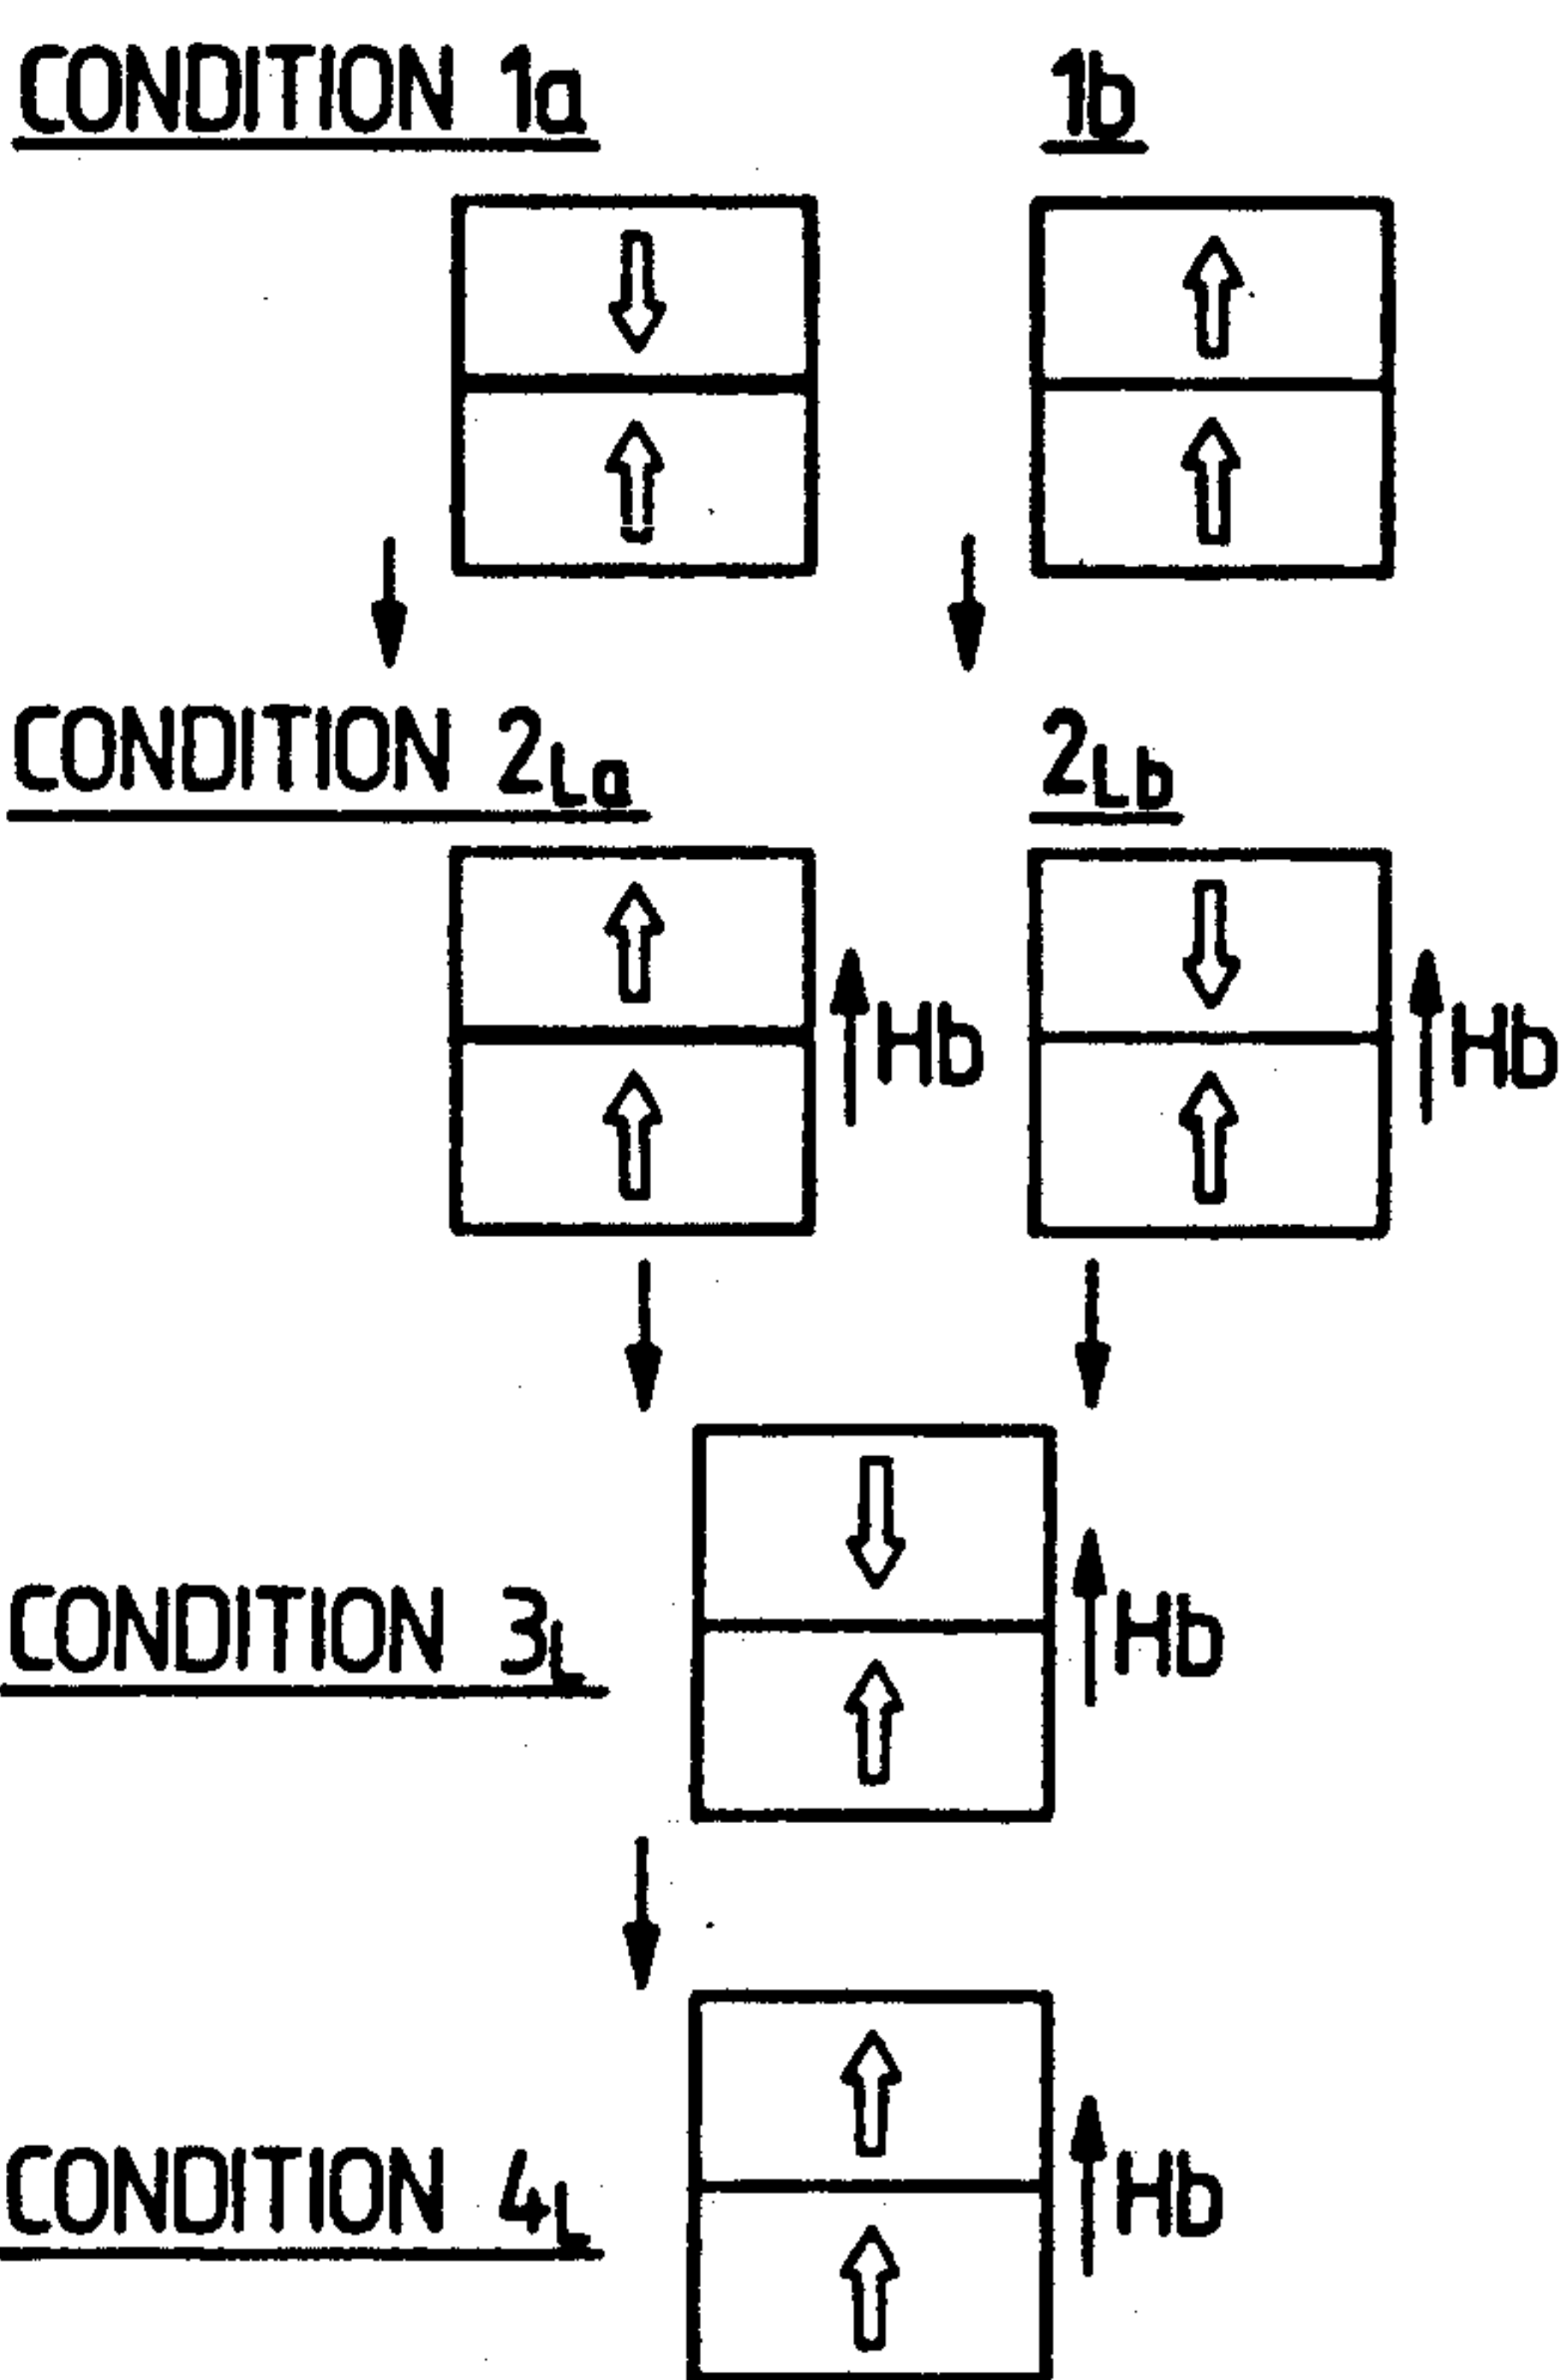 CONDITION 1a 1b
CONDITION 2La 2Lb
Hb Hb
CONDITION 3L Hb
CONDITION 4L Hb